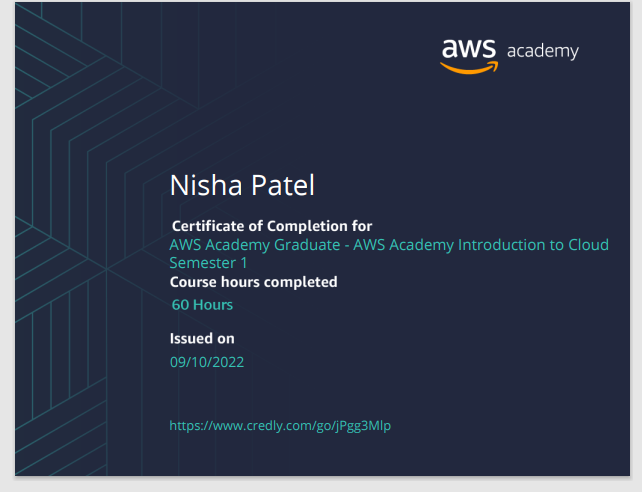 aws academy
Nisha Patel
Certificate of Completion for
AWS Academy Graduate - AWS Academy Introduction to Cloud
Semester 1
Course hours completed
60 Hours
Issued on
09/10/2022
https://www.credly.com/go/jPgg3Mlp